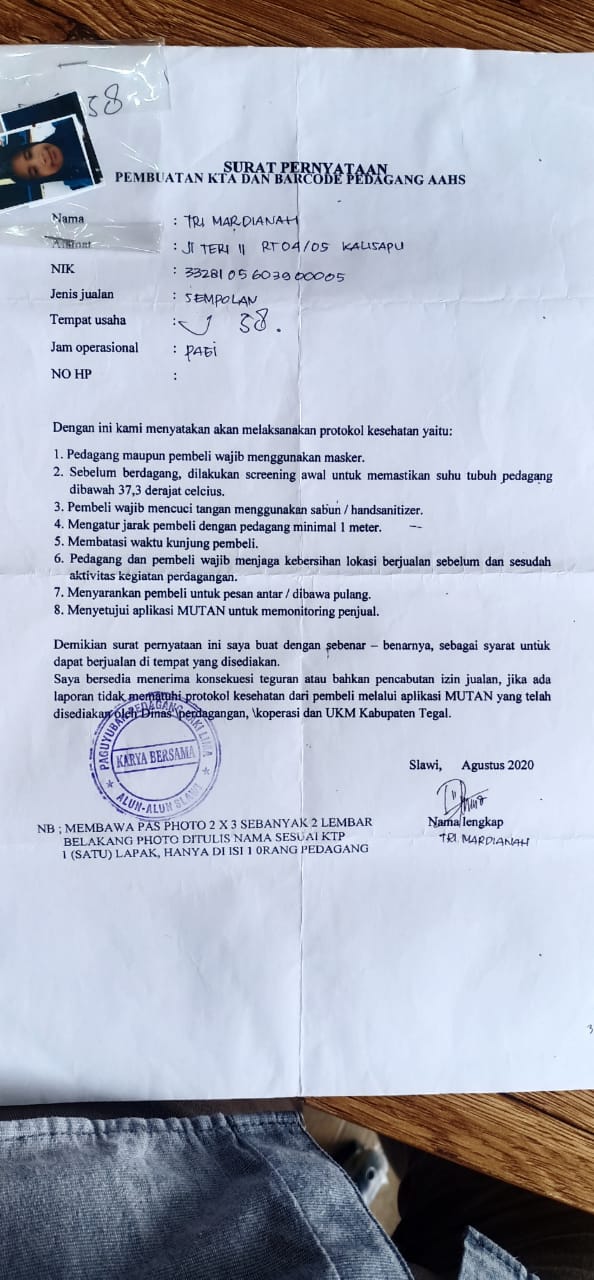 38
SURAT PERNYATAAN
PEMBUATAN KTA DAN BARCODE PEDAGANG AAHS
Nama : TRI MARDIANAH
Alamat : Jl TERI II RT 04/05 KALISAPU
NIK : 3328105603900005
Jenis jualan : SEMPOLAN
Tempat usaha : 38.
Jam operasional : PAGi
NO HP :
Dengan ini kami menyatakan akan melaksanakan protokol kesehatan yaitu:
1. Pedagang maupun pembeli wajib menggunakan masker.
2. Sebelum berdagang, dilakukan screening awal untuk memastikan suhu tubuh pedagang
dibawah 37,3 derajat celcius.
3. Pembeli wajib mencuci tangan menggunakan sabun / handsanitizer.
4. Mengatur jarak pembeli dengan pedagang minimal 1 meter.
5. Membatasi waktu kunjung pembeli.
6. Pedagang dan pembeli wajib menjaga kebersihan lokasi berjualan sebelum dan sesudah
aktivitas kegiatan perdagangan.
7. Menyarankan pembeli untuk pesan antar / dibawa pulang.
8. Menyetujui aplikasi MUTAN untuk memonitoring penjual.
Demikian surat pernyataan ini saya buat dengan sebenar – benarnya, sebagai syarat untuk
dapat berjualan di tempat yang disediakan.
Saya bersedia menerima konsekuesi teguran atau bahkan pencabutan izin jualan, jika ada
laporan tidak mematuhi protokol kesehatan dari pembeli melalui aplikasi MUTAN yang telah
disediakan oleh Dinas \perdagangan, \koperasi dan UKM Kabupaten Tegal.
PAGUYUBAN PEDAGANG KAKI LIMA
KARYA BERSAMA
ALUN-ALUN SLAWI
Slawi, Agustus 2020
Nama lengkap
TRI MARDIANAH
NB ; MEMBAWA PAS PHOTO 2 X 3 SEBANYAK 2 LEMBAR
BELAKANG PHOTO DITULIS NAMA SESUAI KTP
1 (SATU) LAPAK, HANYA DI ISI 1 0RANG PEDAGANG